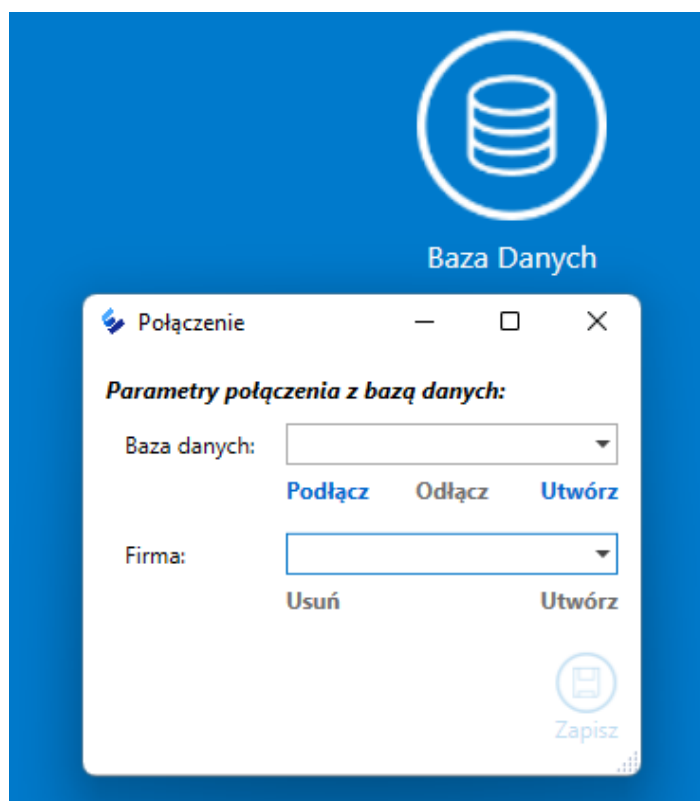 Baza Danych
Połączenie
Parametry połączenia z bazą danych:
Baza danych:
Podłącz Odłącz Utwórz
Firma:
Usuń Utwórz
Zapisz